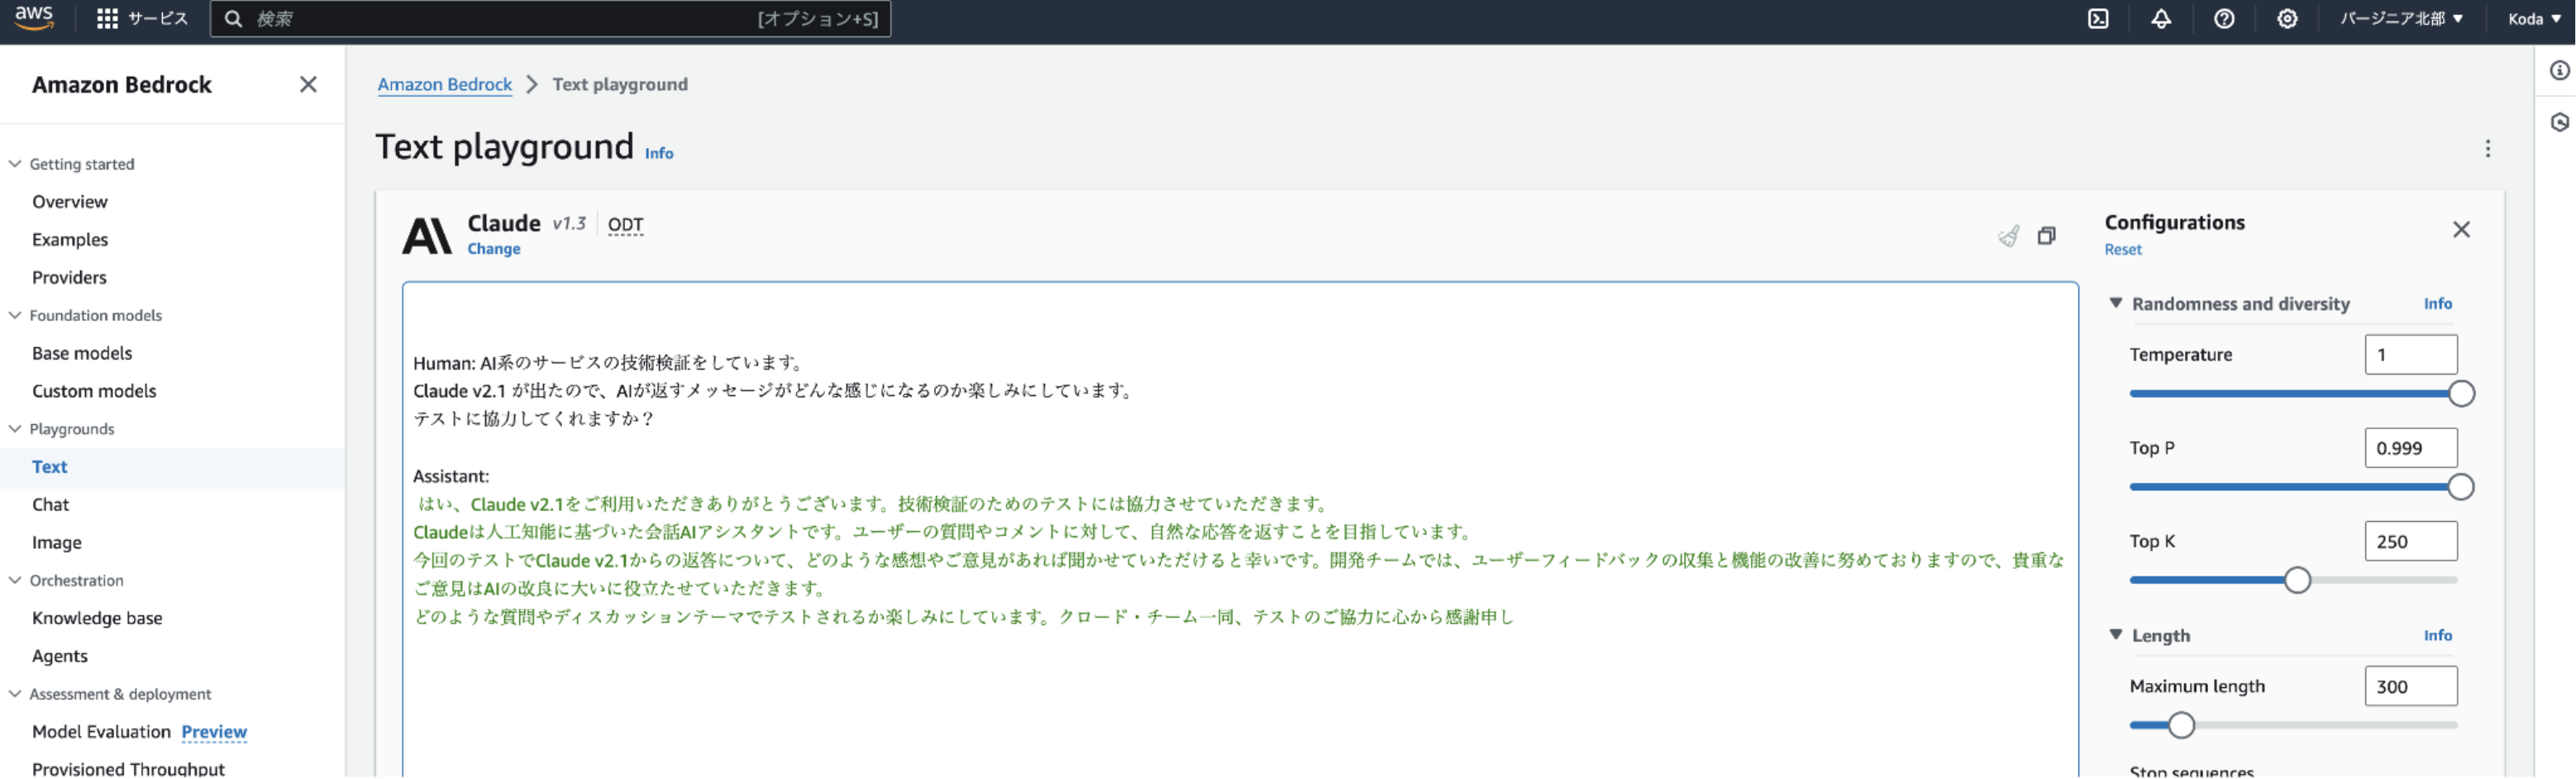 aws
サービス
検索
[オプション+S]
バージニア北部 ▼
Koda ▼
Amazon Bedrock
Getting started
Overview
Examples
Providers
Foundation models
Base models
Custom models
Playgrounds
Text
Chat
Image
Orchestration
Knowledge base
Agents
Assessment & deployment
Model Evaluation Preview
Provisioned Throughput
Amazon Bedrock > Text playground
Text playground Info
Claude v1.3 ODT
Change
Human: AI系のサービスの技術検証をしています。
Claude v2.1 が出たので、AIが返すメッセージがどんな感じになるのか楽しみにしています。
テストに協力してくれますか？
Assistant:
はい、Claude v2.1をご利用いただきありがとうございます。技術検証のためのテストには協力させていただきます。
Claudeは人工知能に基づいた会話AIアシスタントです。ユーザーの質問やコメントに対して、自然な応答を返すことを目指しています。
今回のテストでClaude v2.1からの返答について、どのような感想やご意見があれば聞かせていただけると幸いです。開発チームでは、ユーザーフィードバックの収集と機能の改善に努めておりますので、貴重な
ご意見はAIの改良に大いに役立たせていただきます。
どのような質問やディスカッションテーマでテストされるか楽しみにしています。クロード・チーム一同、テストのご協力に心から感謝申し
Configurations
Reset
Randomness and diversity Info
Temperature 1
Top P 0.999
Top K 250
Length Info
Maximum length 300
Stop sequences